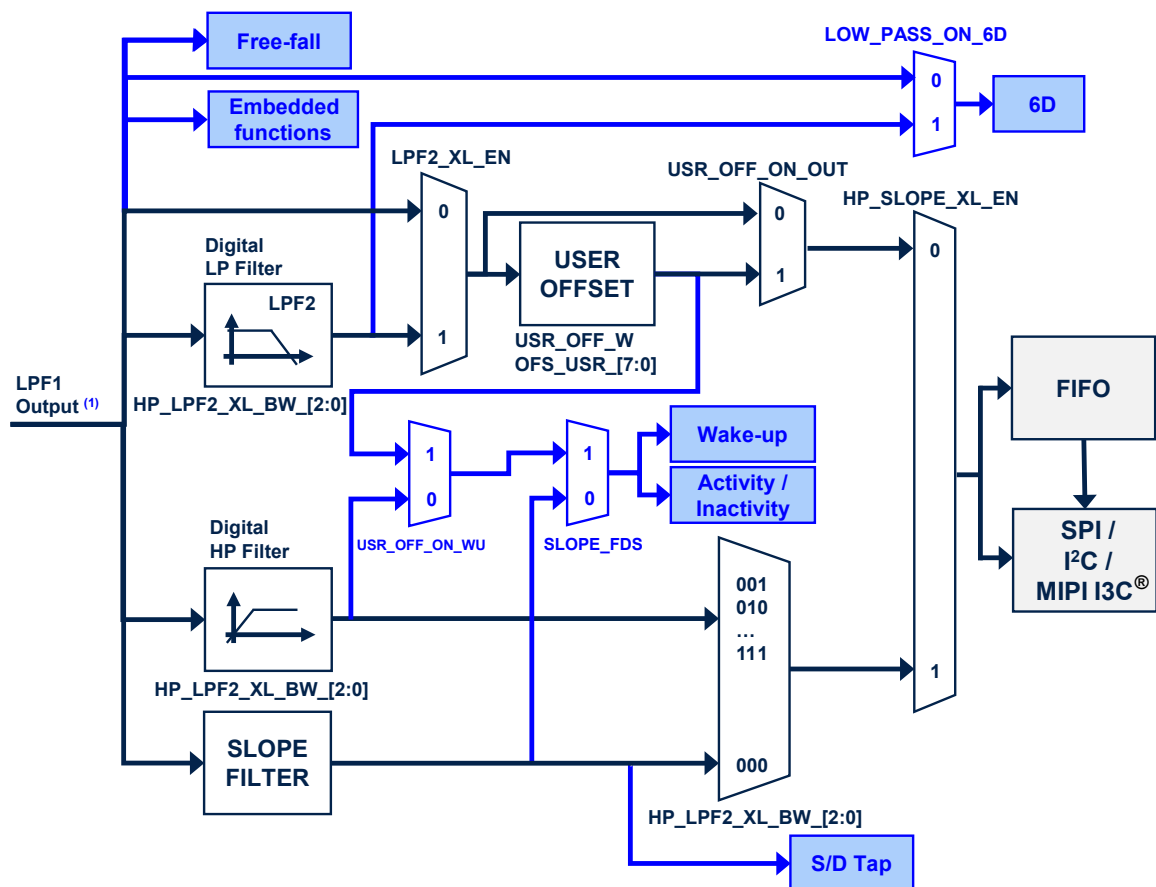 Free-fall
LOW_PASS_ON_6D
0
1
6D
Embedded
functions
LPF2_XL_EN
0
1
USR_OFF_ON_OUT
0
1
HP_SLOPE_XL_EN
0
1
Digital
LP Filter
LPF2
HP_LPF2_XL_BW_[2:0]
USER
OFFSET
USR_OFF_W
OFS_USR_[7:0]
LPF1
Output (1)
FIFO
SPI /
I²C /
MIPI I3C®
1
0
USR_OFF_ON_WU
1
0
SLOPE_FDS
Wake-up
Activity /
Inactivity
Digital
HP Filter
HP_LPF2_XL_BW_[2:0]
001
010
...
111
000
HP_LPF2_XL_BW_[2:0]
SLOPE
FILTER
S/D Tap